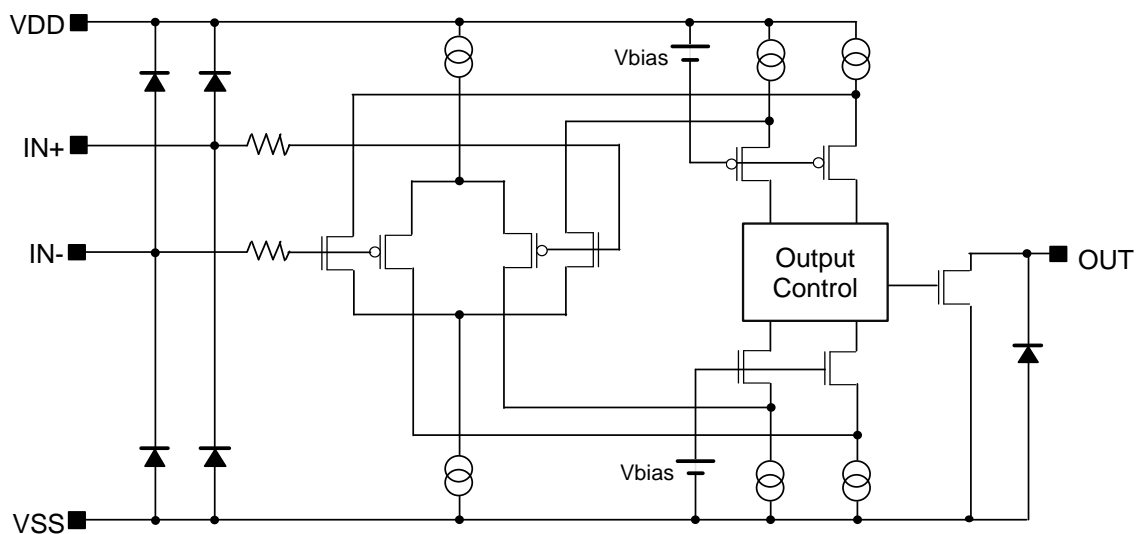 VDD
Vbias
IN+
IN-
Output
Control
OUT
Vbias
VSS